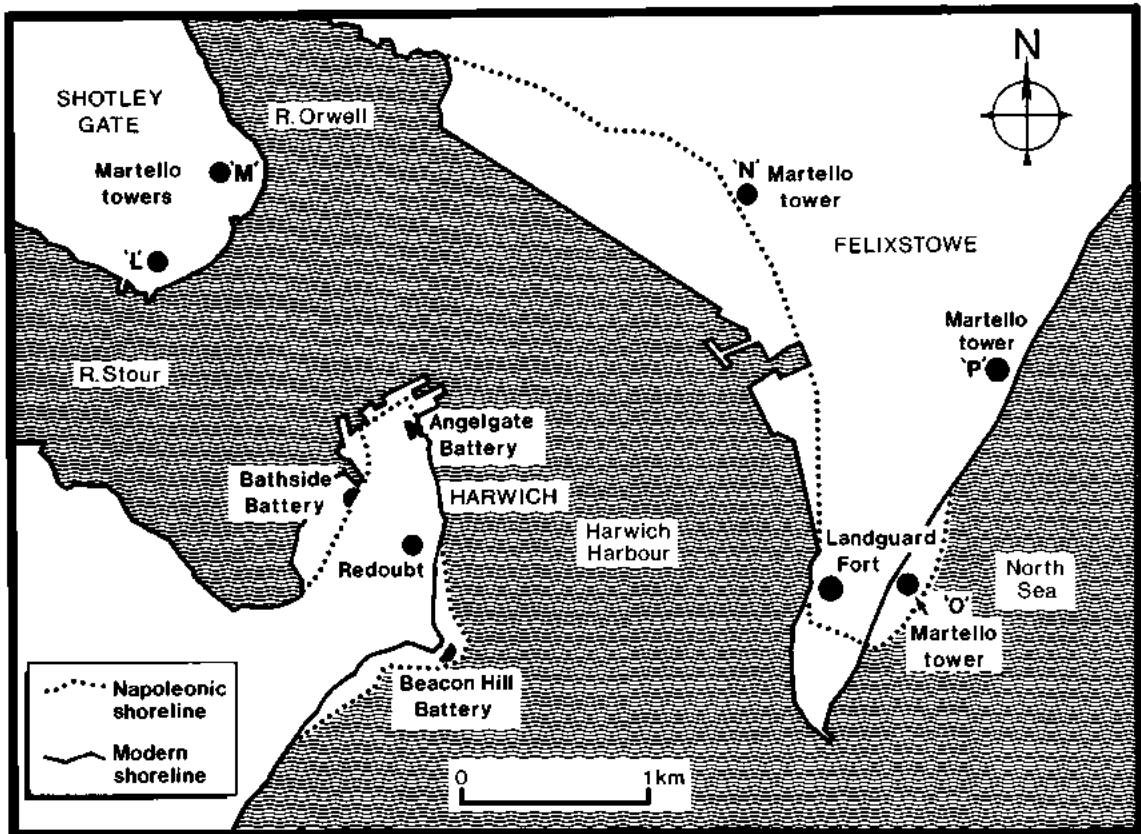 N
SHOTLEY
GATE
R. Orwell
Martello
towers
'M'
'N'
Martello
tower
'L'
FELIXSTOWE
Martello
tower
'P'
R. Stour
Angelgate
Battery
Bathside
Battery
HARWICH
Harwich
Harbour
Landguard
Fort
North
Sea
Redoubt
'O'
Martello
tower
Beacon Hill
Battery
Napoleonic
shoreline
Modern
shoreline
0 1km